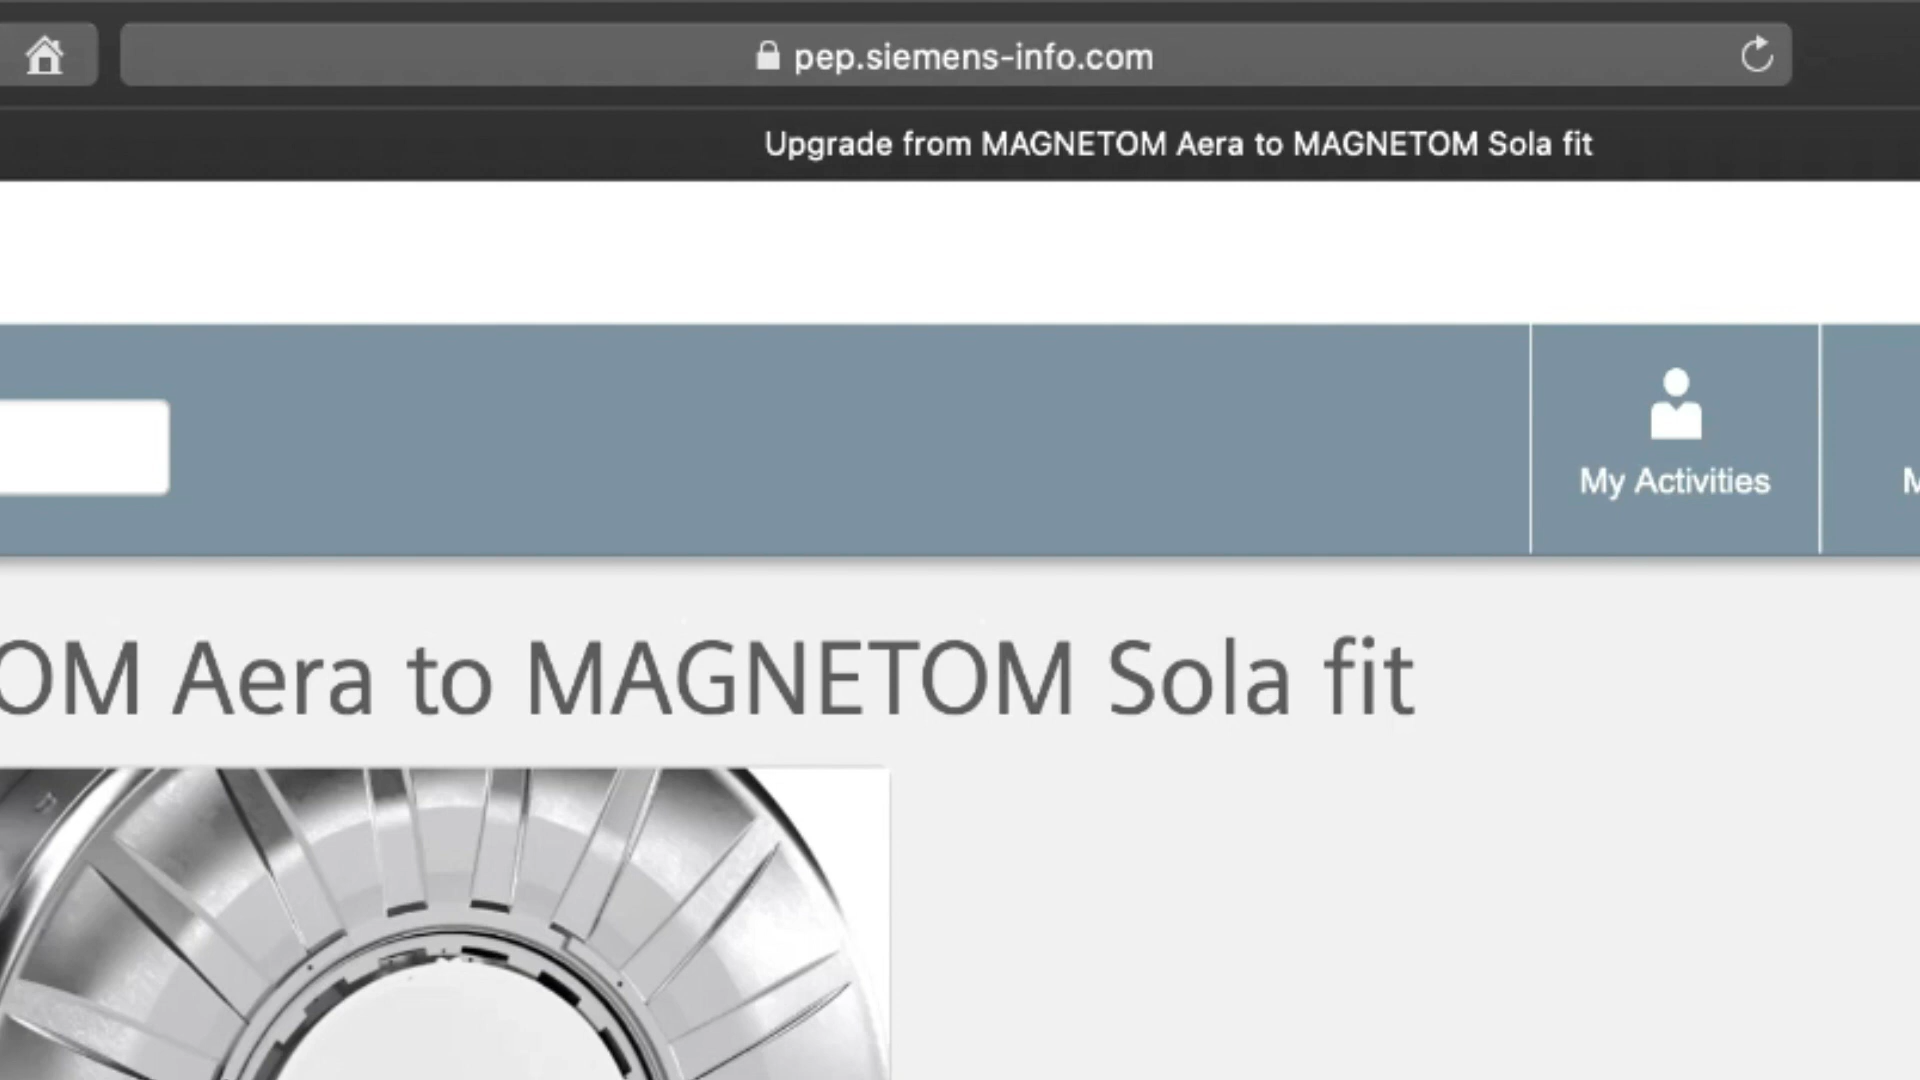 pep.siemens-info.com
Upgrade from MAGNETOM Aera to MAGNETOM Sola fit
My Activities
M
OM Aera to MAGNETOM Sola fit